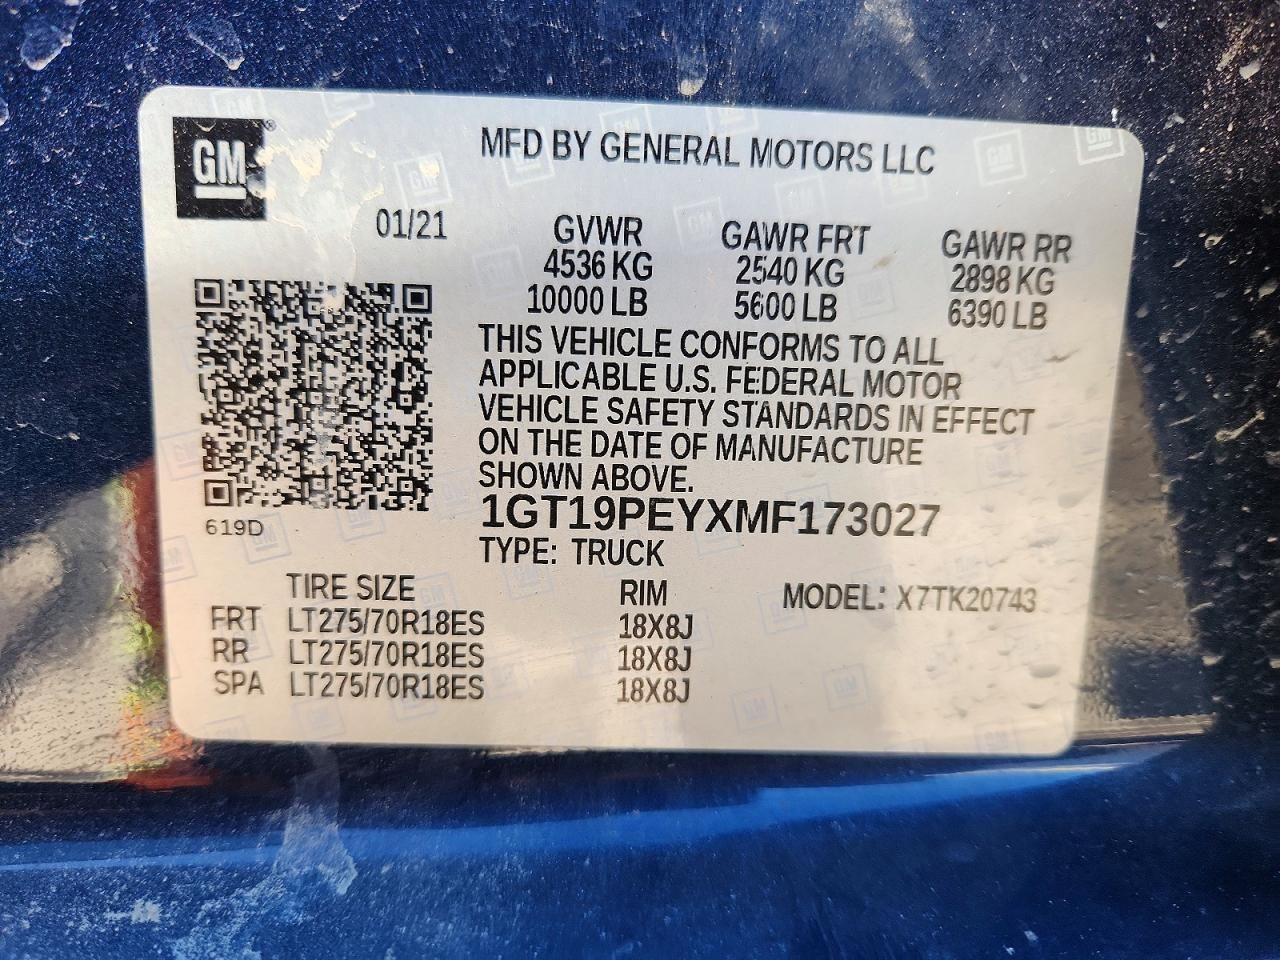 GM
MFD BY GENERAL MOTORS LLC
01/21
GVWR GAWR FRT GAWR RR
4536 KG 2540 KG 2898 KG
10000 LB 5600 LB 6390 LB
THIS VEHICLE CONFORMS TO ALL
APPLICABLE U.S. FEDERAL MOTOR
VEHICLE SAFETY STANDARDS IN EFFECT
ON THE DATE OF MANUFACTURE
SHOWN ABOVE.
1GT19PEYXMF173027
619D
TYPE: TRUCK
TIRE SIZE RIM MODEL: X7TK20743
FRT LT275/70R18ES 18X8J
RR LT275/70R18ES 18X8J
SPA LT275/70R18ES 18X8J